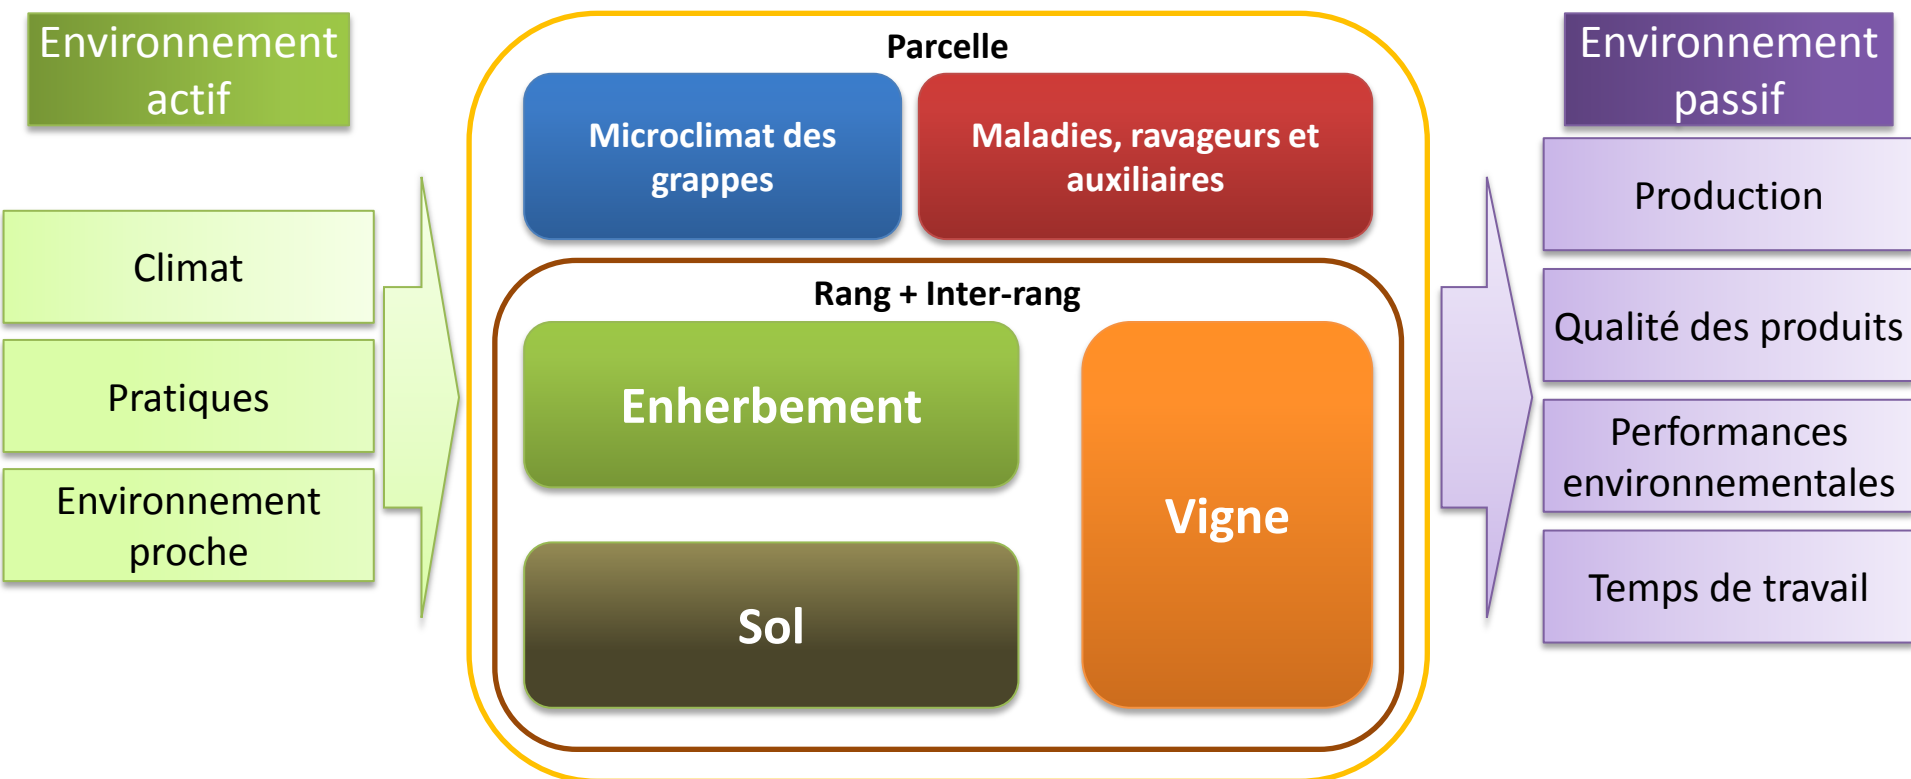 Environnement
actif
Climat
Pratiques
Environnement
proche
Parcelle
Microclimat des
grappes
Maladies, ravageurs et
auxiliaires
Rang + Inter-rang
Enherbement
Sol
Vigne
Environnement
passif
Production
Qualité des produits
Performances
environnementales
Temps de travail